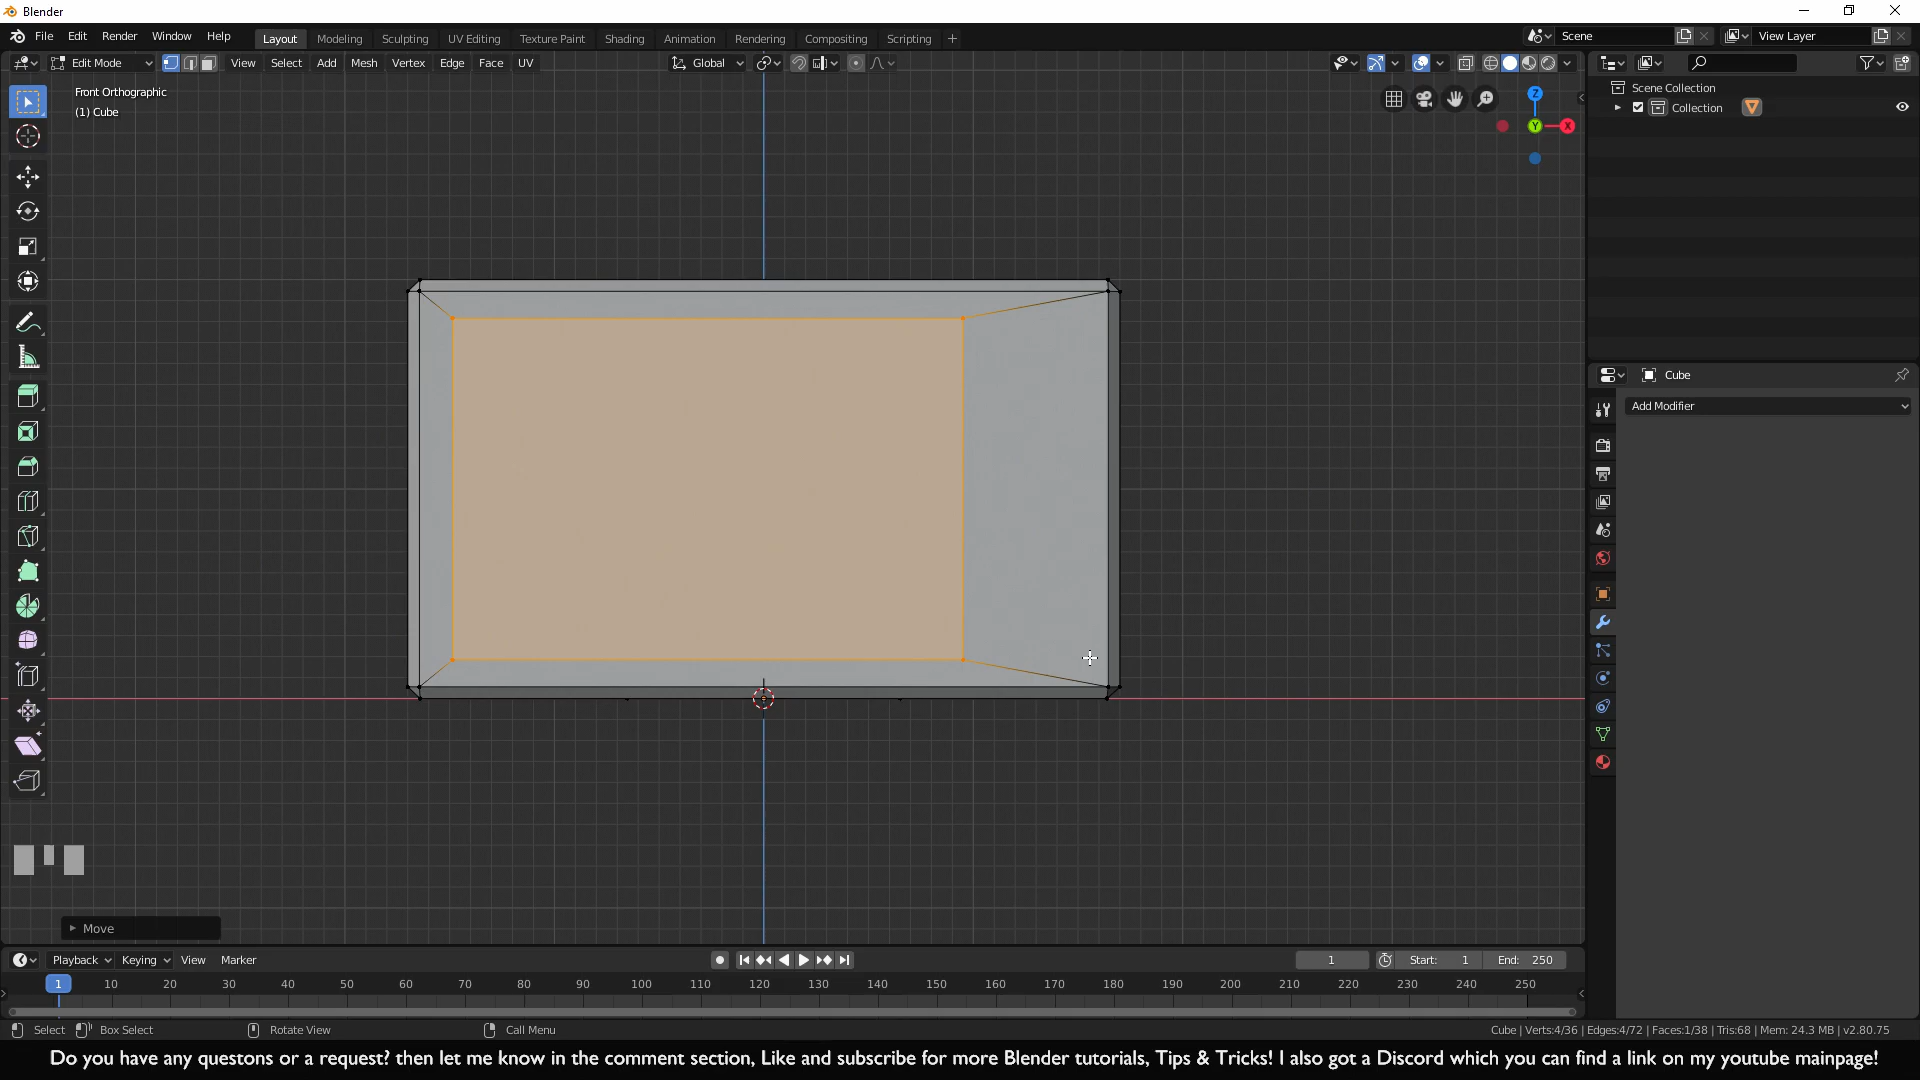 Blender
File Edit Render Window Help Layout Modeling Sculpting UV Editing Texture Paint Shading Animation Rendering Compositing Scripting + Scene View Layer
Edit Mode View Select Add Mesh Vertex Edge Face UV Global
Front Orthographic
(1) Cube
Z
Y
X
Scene Collection
Collection
Cube
Add Modifier
Move
Playback Keying View Marker 1 Start: 1 End: 250
1 10 20 30 40 50 60 70 80 90 100 110 120 130 140 150 160 170 180 190 200 210 220 230 240 250
Select Box Select Rotate View Call Menu Cube | Verts:4/36 | Edges:4/72 | Faces:1/38 | Tris:68 | Mem: 24.3 MB | v2.80.75
Do you have any questons or a request? then let me know in the comment section, Like and subscribe for more Blender tutorials, Tips & Tricks! I also got a Discord which you can find a link on my youtube mainpage!